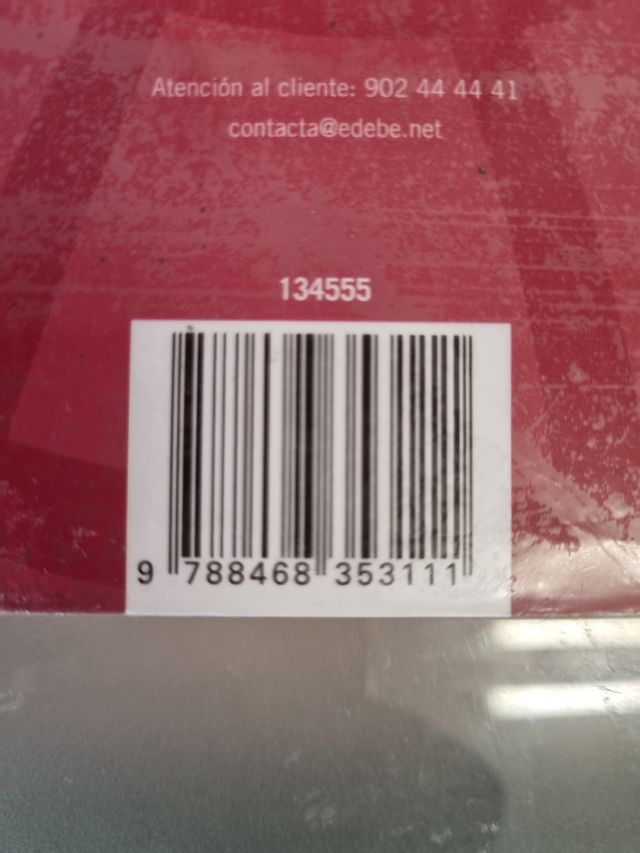 Atención al cliente: 902 44 44 41
contacta@edebe.net
134555
9 788468 353111